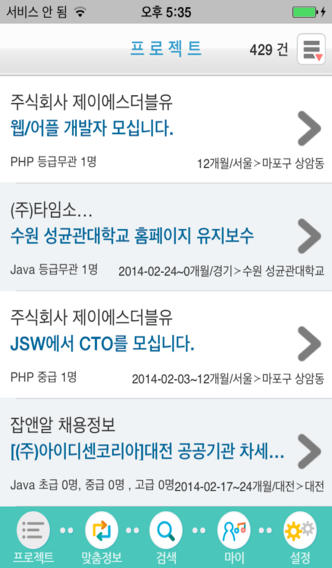 서비스 안 됨 오후 5:35
프로젝트 429 건
주식회사 제이에스더블유
웹/어플 개발자 모십니다.
PHP 등급무관 1명 12개월/서울>마포구 상암동
(주)타임소…
수원 성균관대학교 홈페이지 유지보수
Java 등급무관 1명 2014-02-24~0개월/경기>수원 성균관대학교
주식회사 제이에스더블유
JSW에서 CTO를 모십니다.
PHP 중급 1명 2014-02-03~12개월/서울>마포구 상암동
잡앤알 채용정보
[(주)아이디센코리아]대전 공공기관 차세…
Java 초급 0명, 중급 0명 , 고급 0명 2014-02-17~24개월/대전>대전
프로젝트 맞춤정보 검색 마이 설정